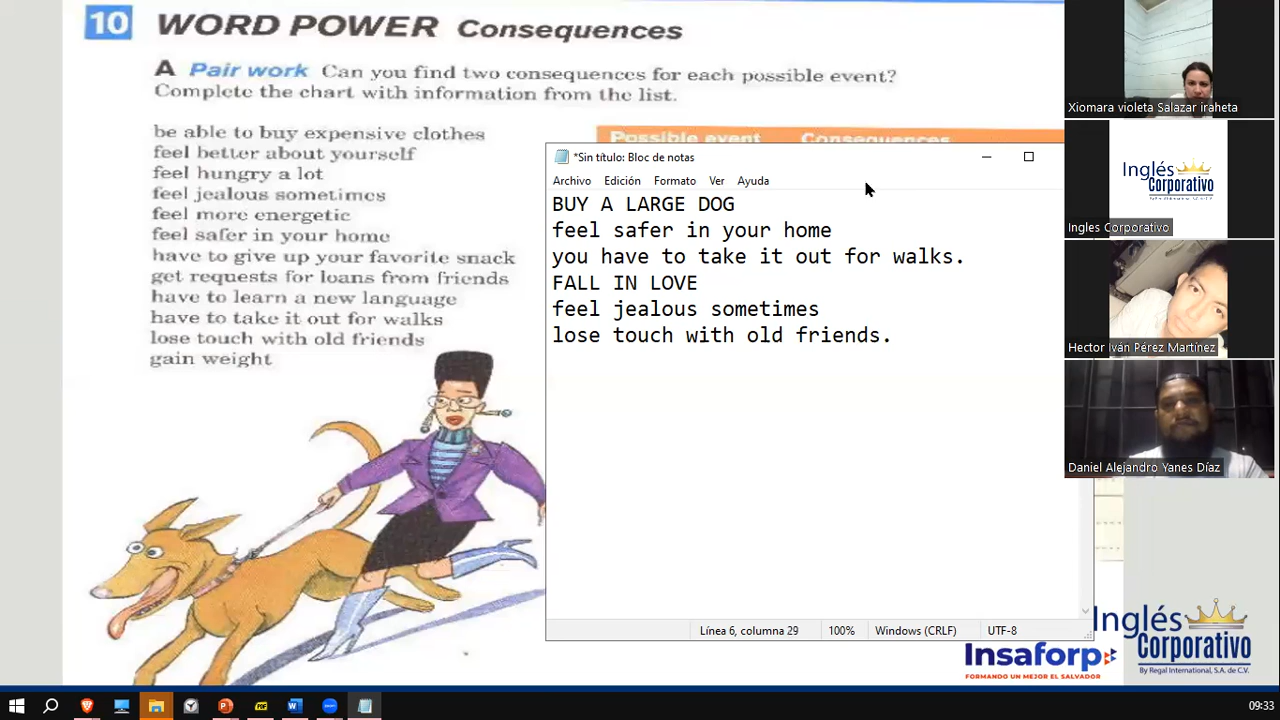 10 WORD POWER Consequences
A Pair work Can you find two consequences for each possible event?
Complete the chart with information from the list.
be able to buy expensive clothes
feel better about yourself
feel hungry a lot
feel jealous sometimes
feel more energetic
feel safer in your home
have to give up your favorite snack
get requests for loans from friends
have to learn a new language
have to take it out for walks
lose touch with old friends
gain weight
Possible event Consequences
*Sin título: Bloc de notas
Archivo Edición Formato Ver Ayuda
BUY A LARGE DOG
feel safer in your home
you have to take it out for walks.
FALL IN LOVE
feel jealous sometimes
lose touch with old friends.
Línea 6, columna 29 100% Windows (CRLF) UTF-8
Xiomara violeta Salazar iraheta
Inglés
Corporativo
Ingles Corporativo
Hector Iván Pérez Martínez
Daniel Alejandro Yanes Díaz
Inglés
Corporativo
By Regal International, S.A. de C.V.
Insaforp
FORMANDO UN MEJOR EL SALVADOR
09:33